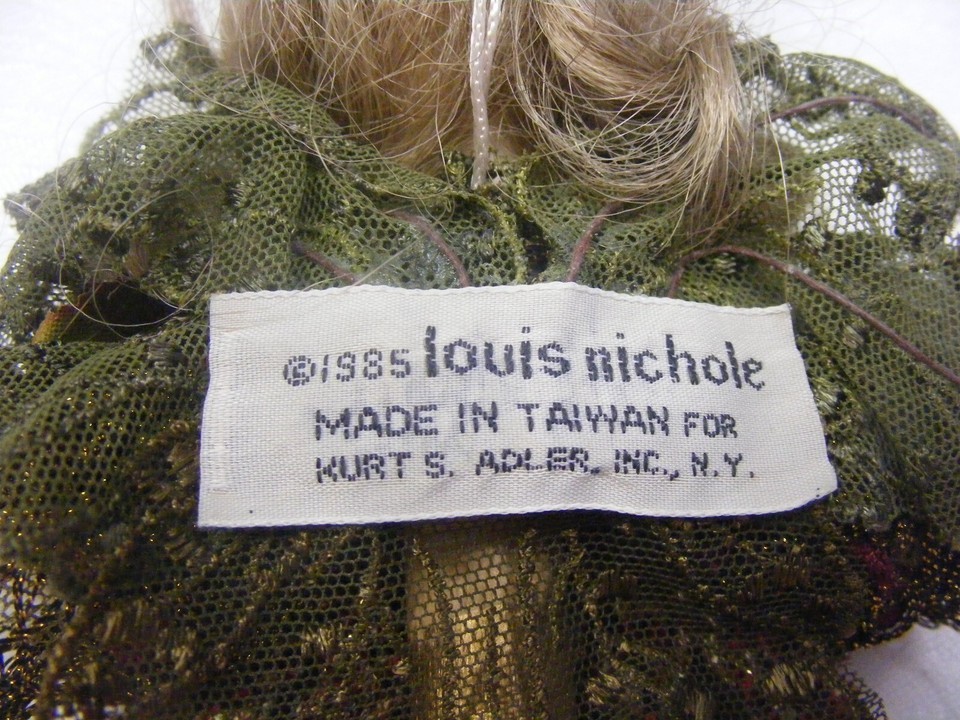 ©1985 louis nichole
MADE IN TAIWAN FOR
KURT S. ADLER, INC., N.Y.